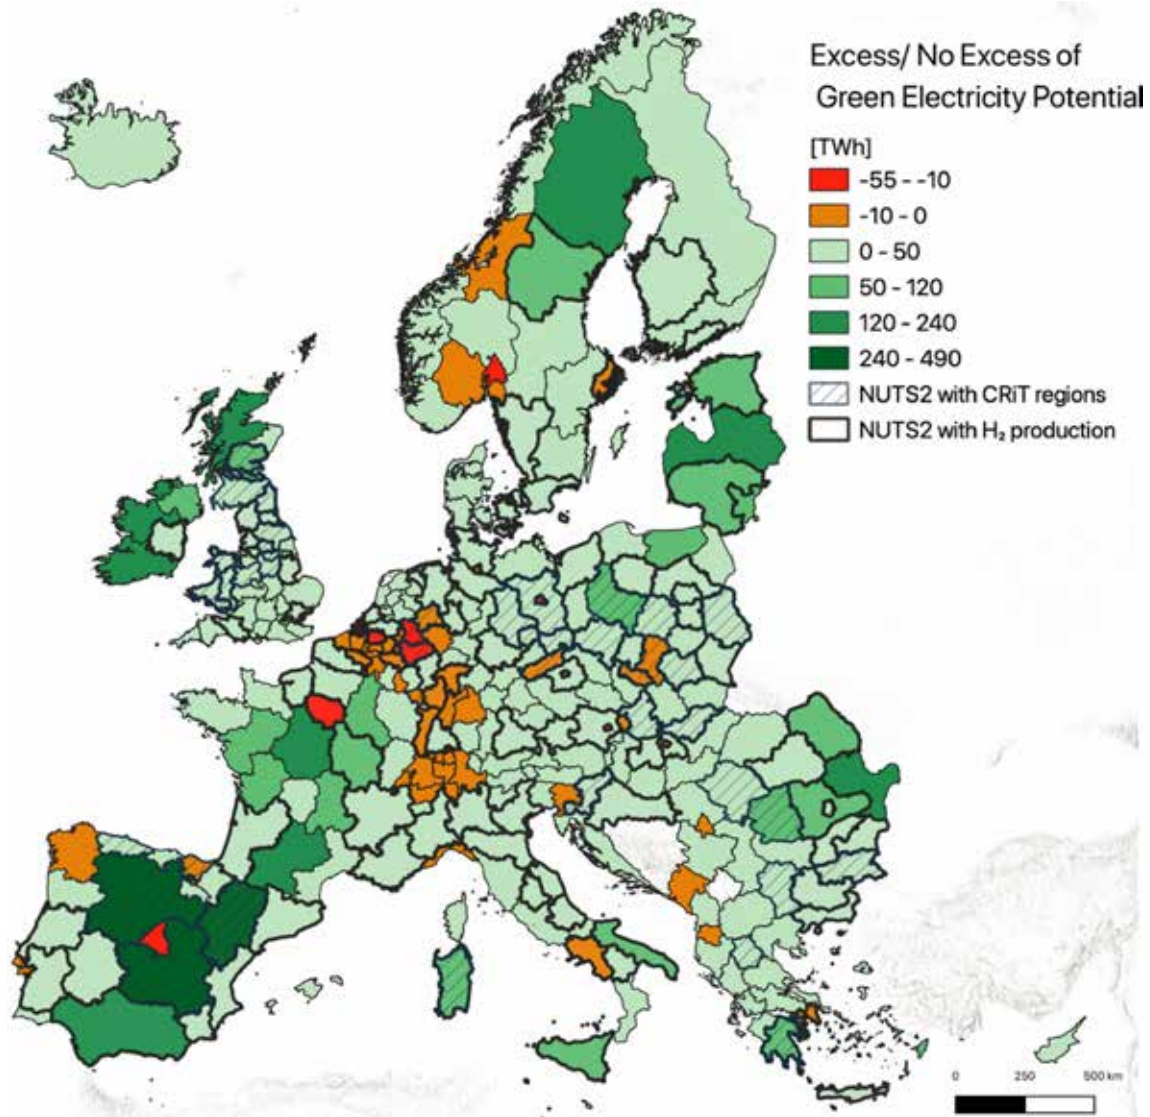 Excess/ No Excess of
Green Electricity Potential
[TWh]
-55 - -10
-10 - 0
0 - 50
50 - 120
120 - 240
240 - 490
NUTS2 with CRiT regions
NUTS2 with H₂ production
0 250 500 km